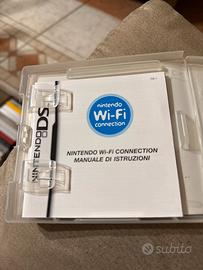 nintendo
Wi-Fi
connection
NINTENDO DS
NINTENDO Wi-Fi CONNECTION
MANUALE DI ISTRUZIONI
subito